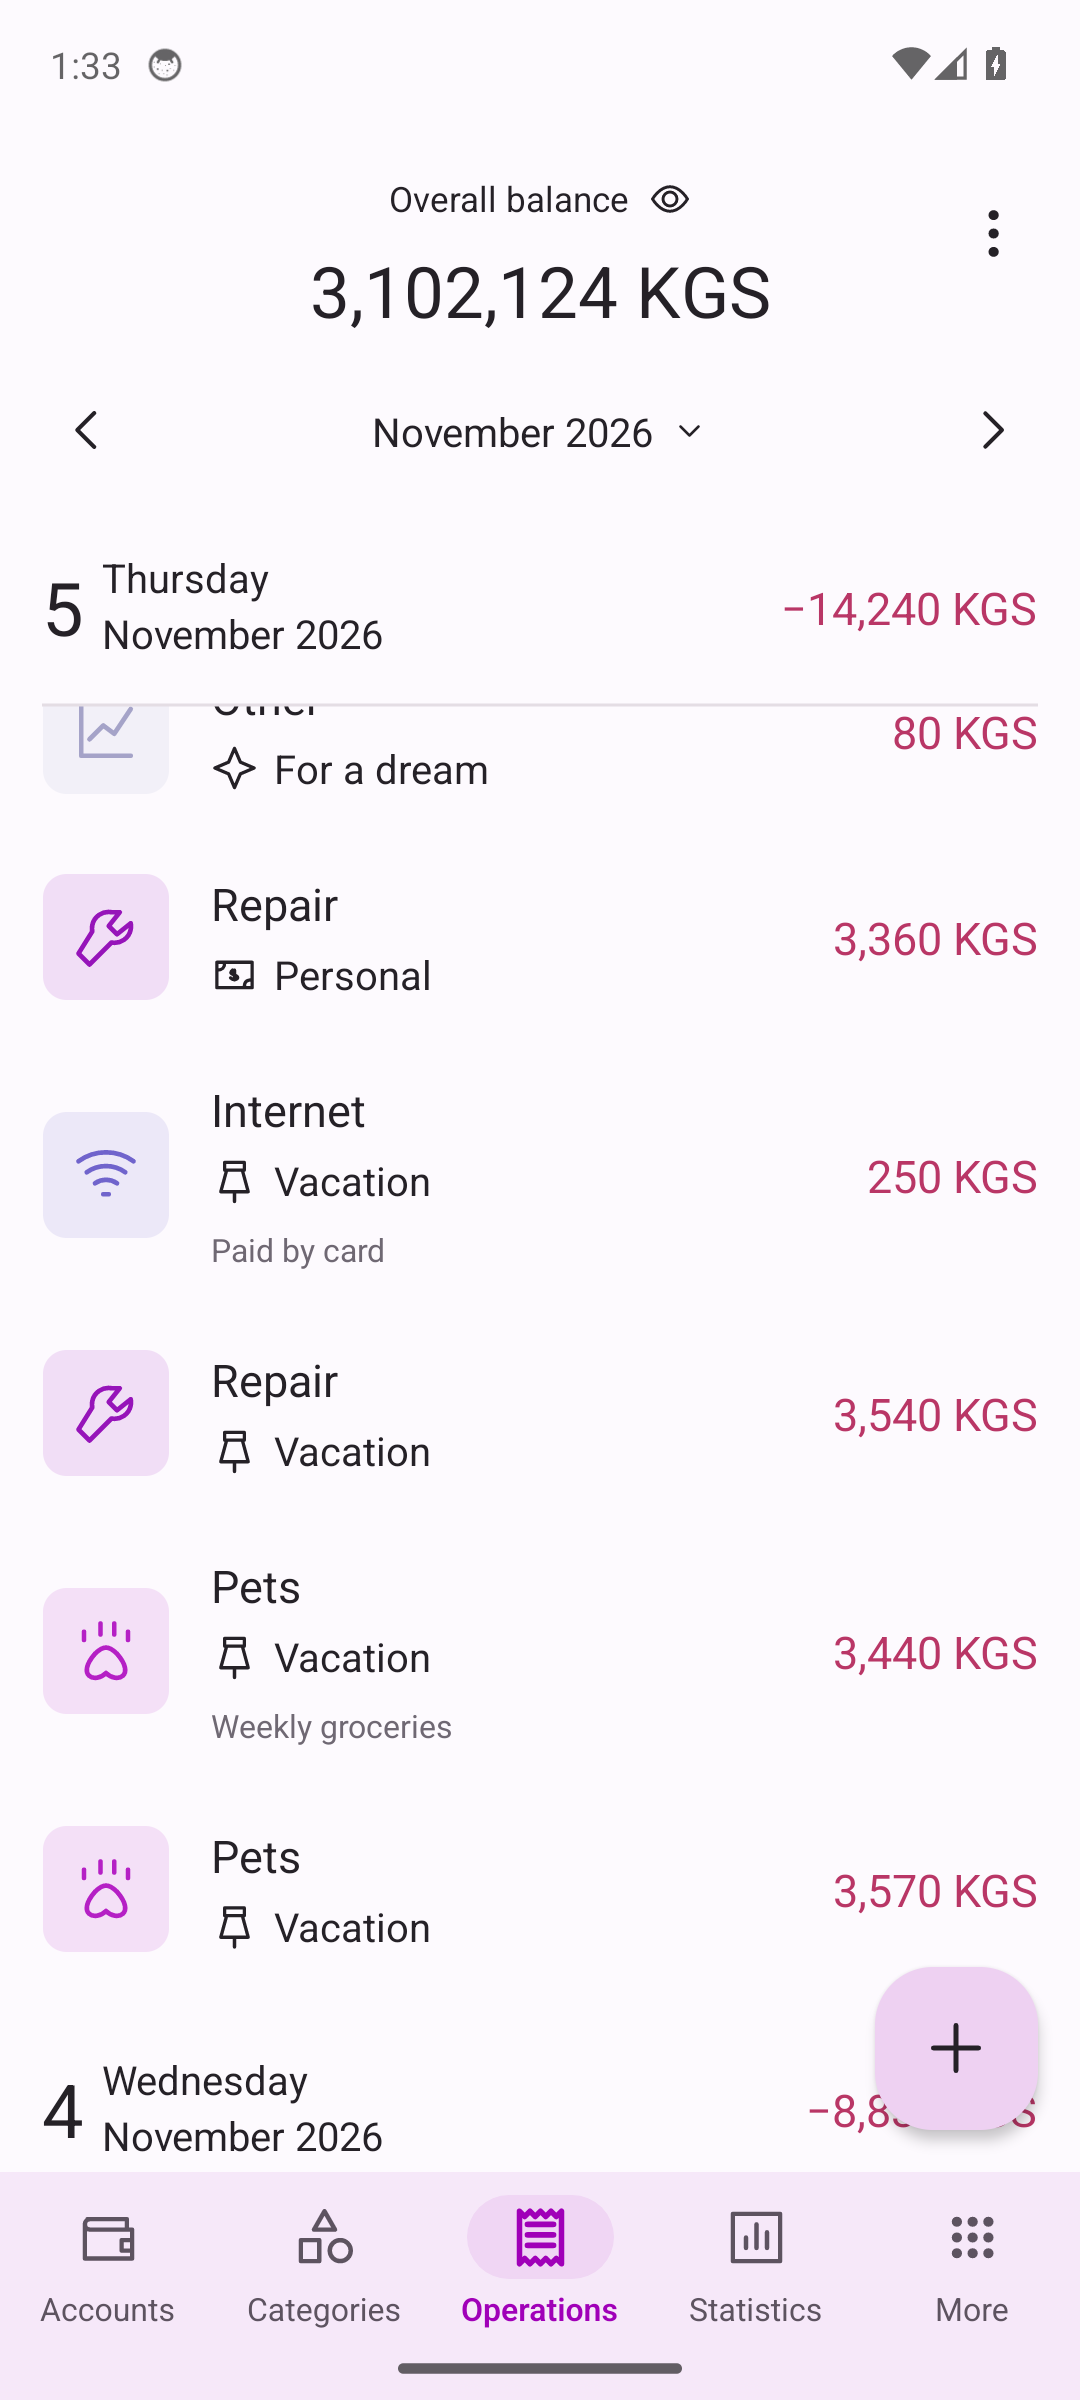 1:33
Overall balance
3,102,124 KGS
November 2026
5 Thursday
November 2026
−14,240 KGS
Other
80 KGS
For a dream
Repair
3,360 KGS
Personal
Internet
Vacation
250 KGS
Paid by card
Repair
3,540 KGS
Vacation
Pets
Vacation
3,440 KGS
Weekly groceries
Pets
3,570 KGS
Vacation
4 Wednesday
November 2026
Accounts
Categories
Operations
Statistics
More